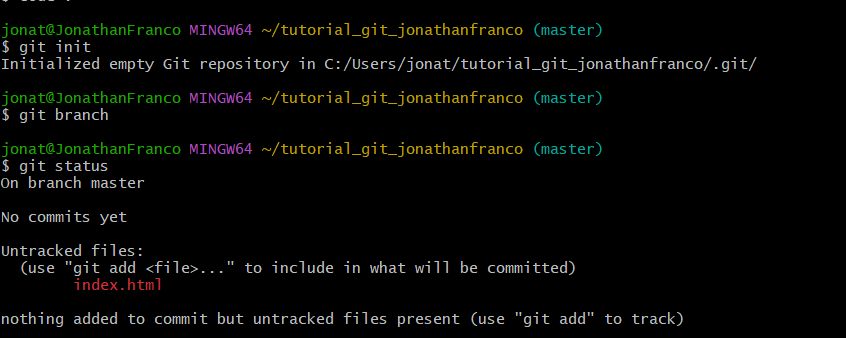 jonat@JonathanFranco MINGW64 ~/tutorial_git_jonathanfranco (master)
$ git init
Initialized empty Git repository in C:/Users/jonat/tutorial_git_jonathanfranco/.git/
jonat@JonathanFranco MINGW64 ~/tutorial_git_jonathanfranco (master)
$ git branch
jonat@JonathanFranco MINGW64 ~/tutorial_git_jonathanfranco (master)
$ git status
On branch master
No commits yet
Untracked files:
  (use "git add <file>..." to include in what will be committed)
        index.html
nothing added to commit but untracked files present (use "git add" to track)